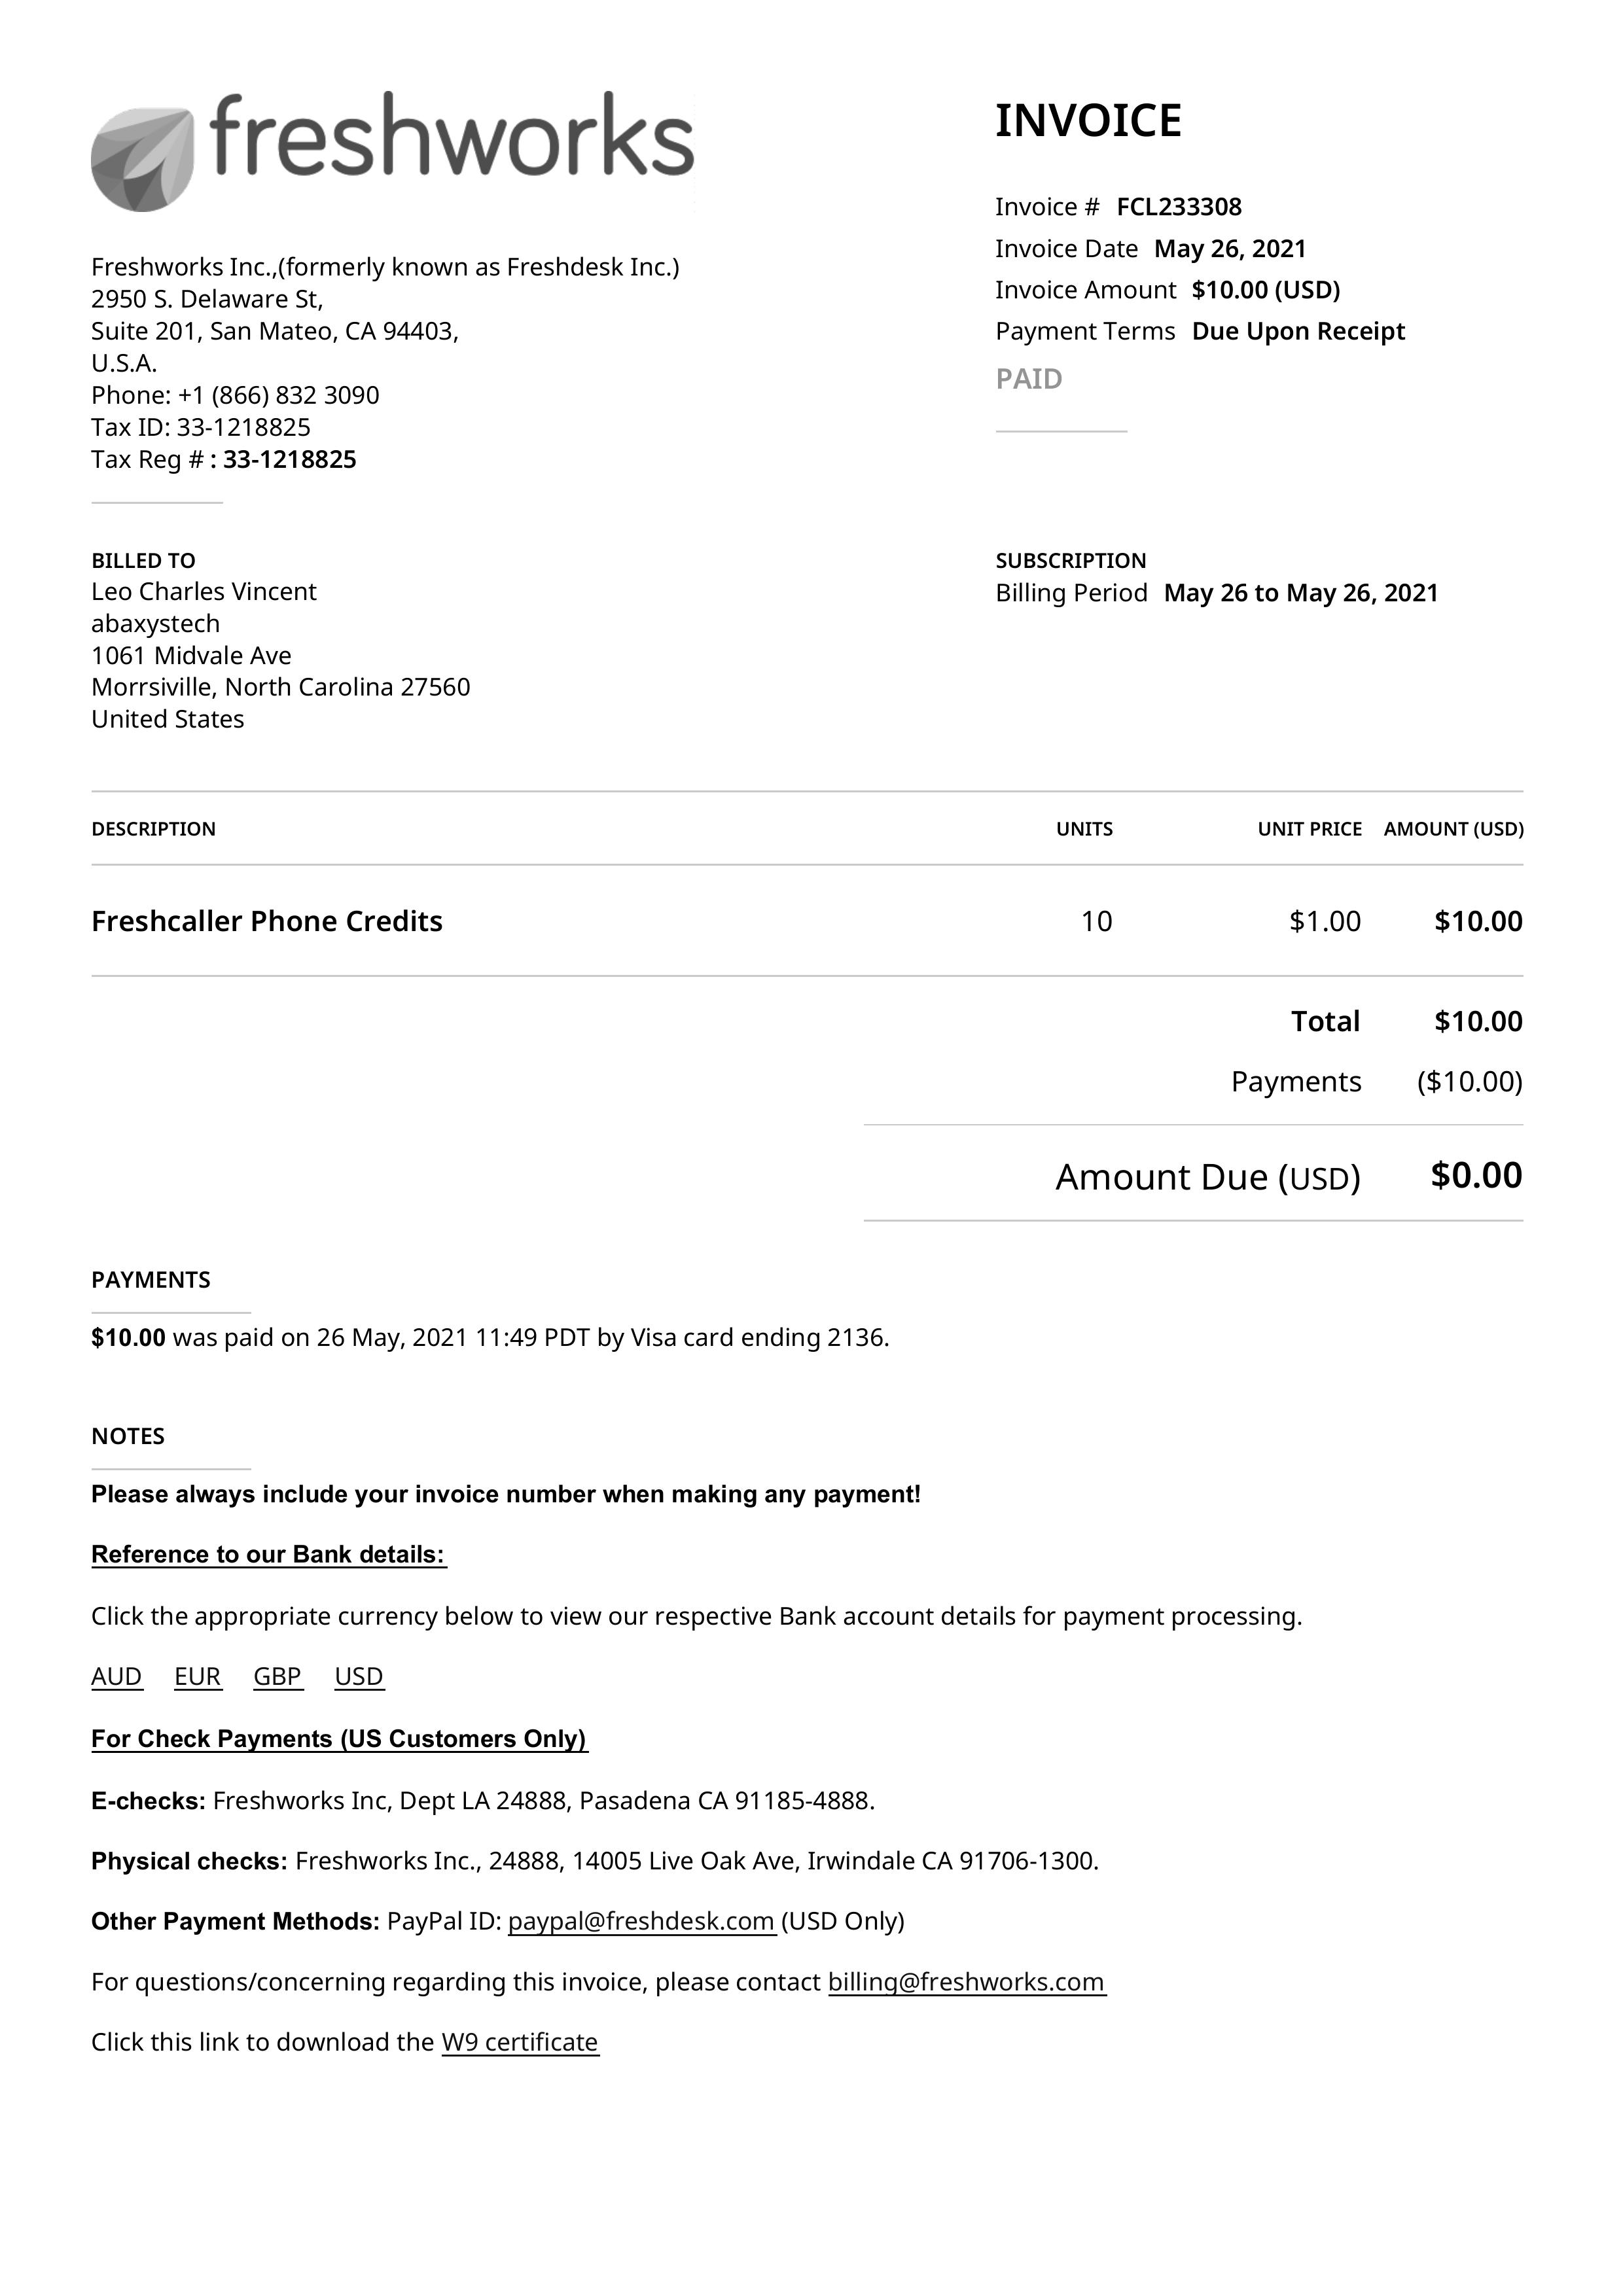 freshworks
INVOICE
Invoice # FCL233308
Invoice Date May 26, 2021
Invoice Amount $10.00 (USD)
Payment Terms Due Upon Receipt
PAID
Freshworks Inc.,(formerly known as Freshdesk Inc.)
2950 S. Delaware St,
Suite 201, San Mateo, CA 94403,
U.S.A.
Phone: +1 (866) 832 3090
Tax ID: 33-1218825
Tax Reg # : 33-1218825
BILLED TO
Leo Charles Vincent
abaxystech
1061 Midvale Ave
Morrsiville, North Carolina 27560
United States
SUBSCRIPTION
Billing Period May 26 to May 26, 2021
DESCRIPTION UNITS UNIT PRICE AMOUNT (USD)
Freshcaller Phone Credits 10 $1.00 $10.00
Total $10.00
Payments ($10.00)
Amount Due (USD) $0.00
PAYMENTS
$10.00 was paid on 26 May, 2021 11:49 PDT by Visa card ending 2136.
NOTES
Please always include your invoice number when making any payment!
Reference to our Bank details:
Click the appropriate currency below to view our respective Bank account details for payment processing.
AUD EUR GBP USD
For Check Payments (US Customers Only)
E-checks: Freshworks Inc, Dept LA 24888, Pasadena CA 91185-4888.
Physical checks: Freshworks Inc., 24888, 14005 Live Oak Ave, Irwindale CA 91706-1300.
Other Payment Methods: PayPal ID: paypal@freshdesk.com (USD Only)
For questions/concerning regarding this invoice, please contact billing@freshworks.com
Click this link to download the W9 certificate